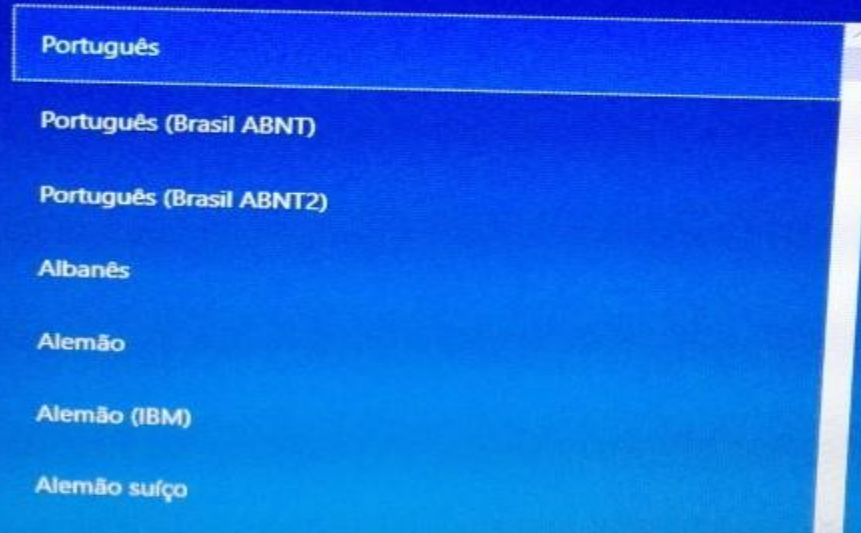 Português
Português (Brasil ABNT)
Português (Brasil ABNT2)
Albanês
Alemão
Alemão (IBM)
Alemão suíço